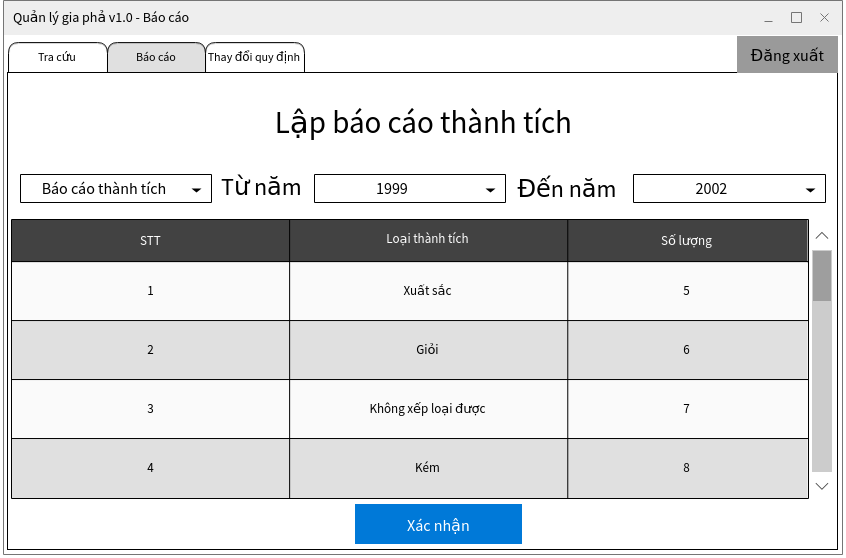 Quản lý gia phả v1.0 - Báo cáo
Tra cứu Báo cáo Thay đổi quy định Đăng xuất
Lập báo cáo thành tích
Báo cáo thành tích Từ năm 1999 Đến năm 2002
STT Loại thành tích Số lượng
1 Xuất sắc 5
2 Giỏi 6
3 Không xếp loại được 7
4 Kém 8
Xác nhận